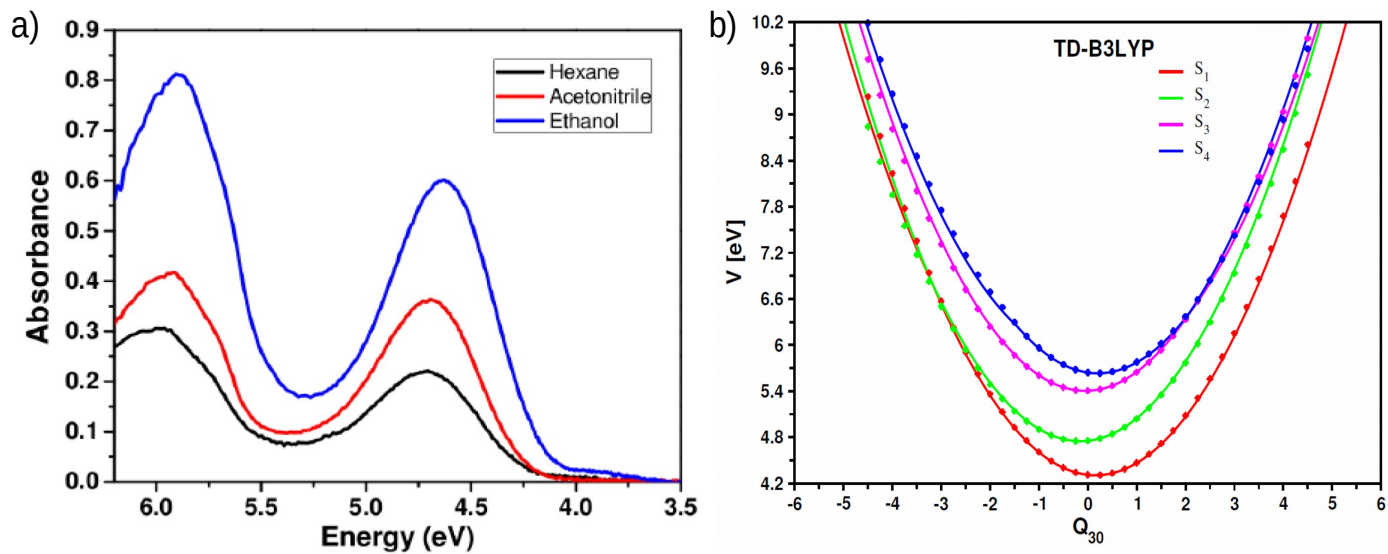 a)
0.9
0.8
0.7
0.6
0.5
0.4
0.3
0.2
0.1
0.0
Absorbance
Hexane
Acetonitrile
Ethanol
6.0 5.5 5.0 4.5 4.0 3.5
Energy (eV)
b)
10.2
9.6
9
8.4
7.8
7.2
6.6
6
5.4
4.8
4.2
V [eV]
TD-B3LYP
S1
S2
S3
S4
-6 -5 -4 -3 -2 -1 0 1 2 3 4 5 6
Q30